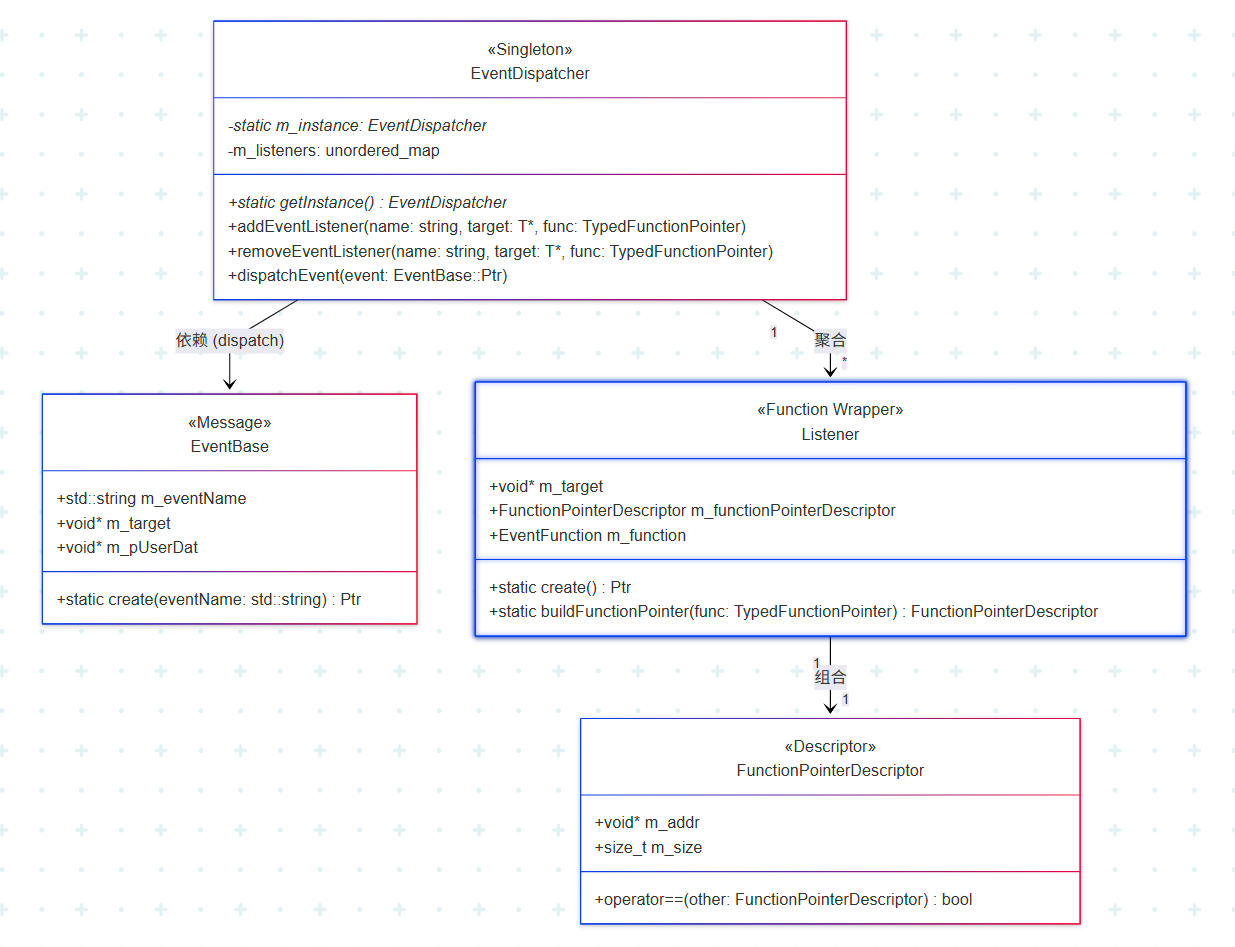 «Singleton»
EventDispatcher
-static m_instance: EventDispatcher
-m_listeners: unordered_map
+static getInstance() : EventDispatcher
+addEventListener(name: string, target: T*, func: TypedFunctionPointer)
+removeEventListener(name: string, target: T*, func: TypedFunctionPointer)
+dispatchEvent(event: EventBase::Ptr)
依赖 (dispatch)
1
聚合
*
«Message»
EventBase
+std::string m_eventName
+void* m_target
+void* m_pUserDat
+static create(eventName: std::string) : Ptr
«Function Wrapper»
Listener
+void* m_target
+FunctionPointerDescriptor m_functionPointerDescriptor
+EventFunction m_function
+static create() : Ptr
+static buildFunctionPointer(func: TypedFunctionPointer) : FunctionPointerDescriptor
1
组合
1
«Descriptor»
FunctionPointerDescriptor
+void* m_addr
+size_t m_size
+operator==(other: FunctionPointerDescriptor) : bool